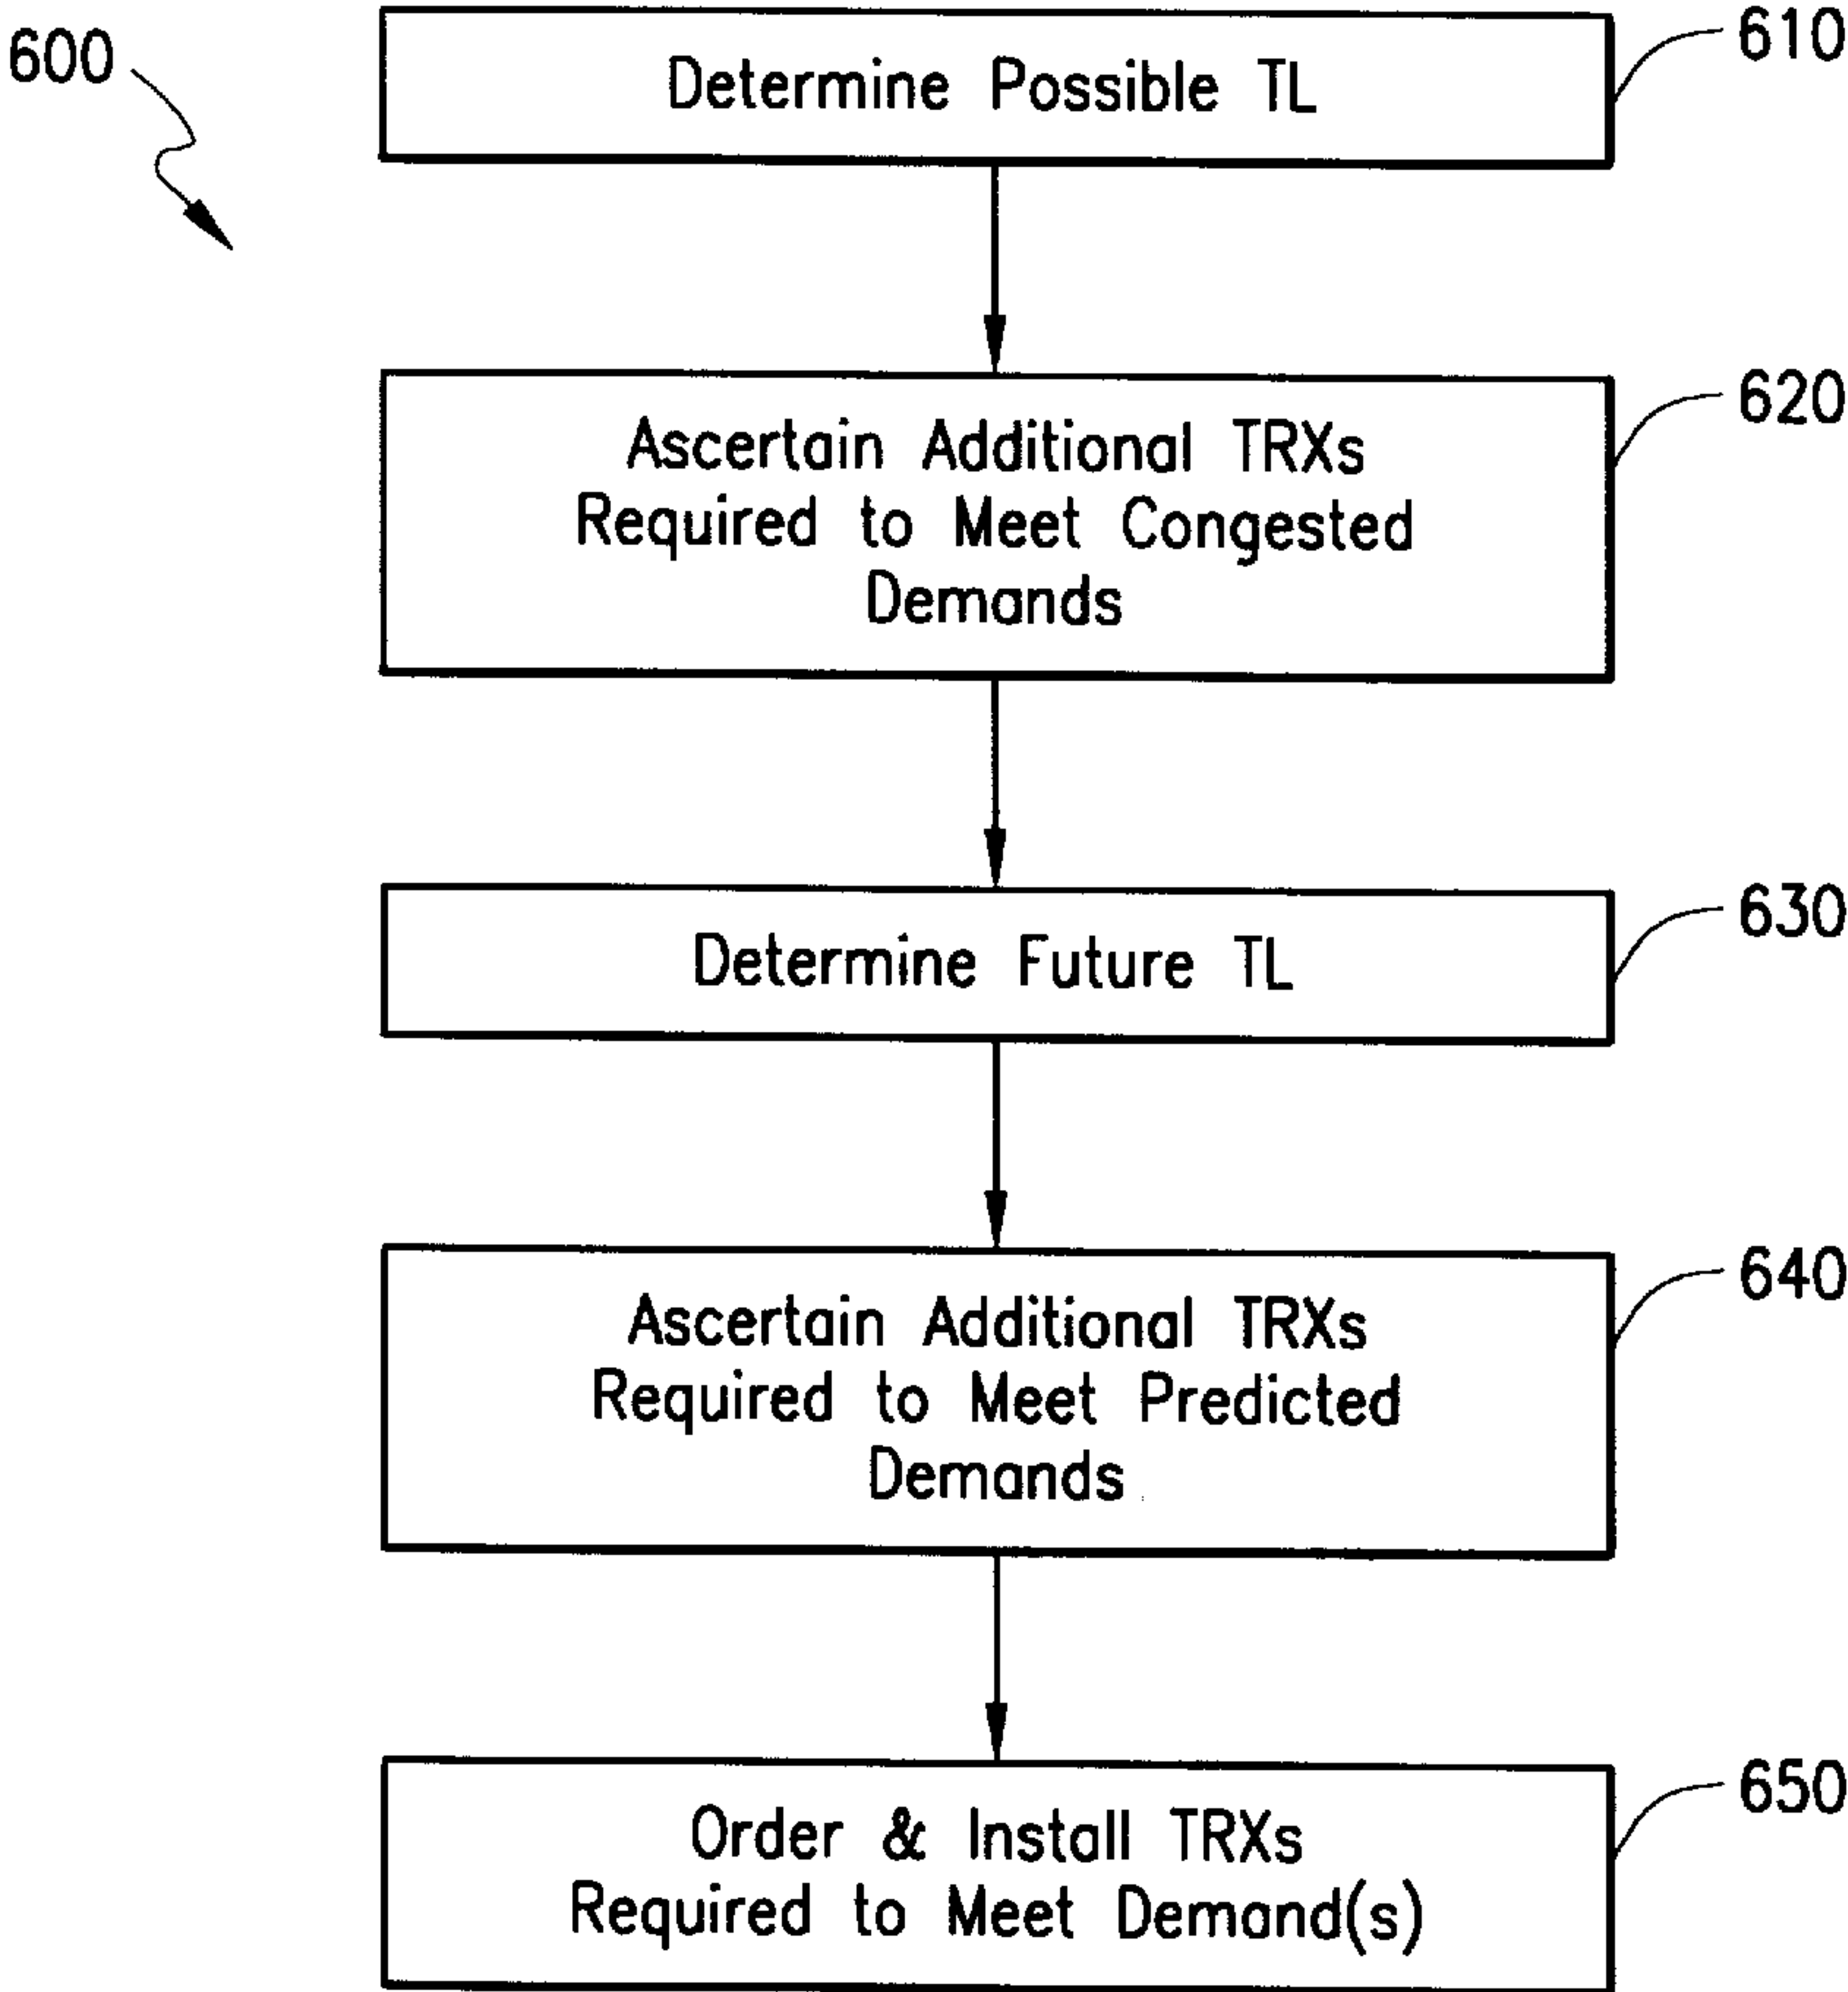 600
Determine Possible TL
610
Ascertain Additional TRXs
Required to Meet Congested
Demands
620
Determine Future TL
630
Ascertain Additional TRXs
Required to Meet Predicted
Demands
640
Order & Install TRXs
Required to Meet Demand(s)
650